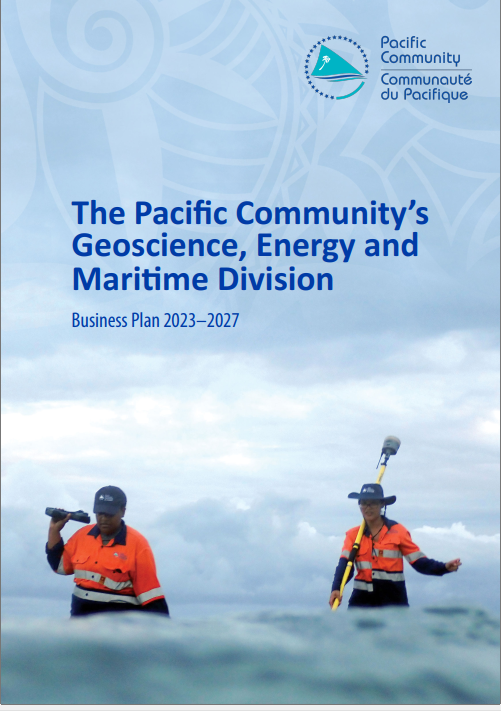 Pacific
Community
Communauté
du Pacifique
The Pacific Community's
Geoscience, Energy and
Maritime Division
Business Plan 2023–2027